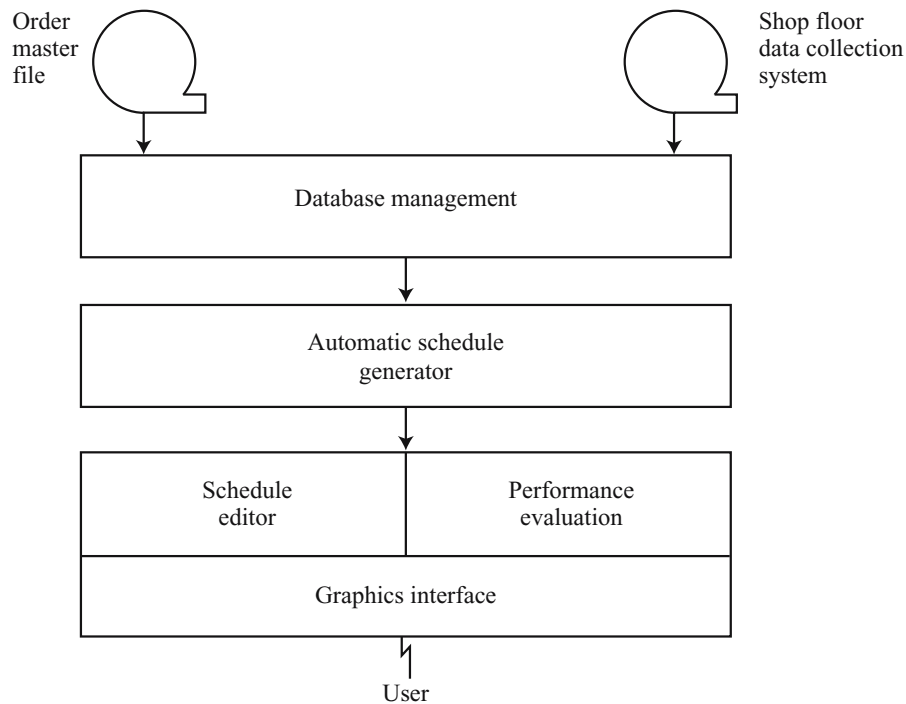 Order
master
file
Shop floor
data collection
system
Database management
Automatic schedule
generator
Schedule
editor
Performance
evaluation
Graphics interface
User